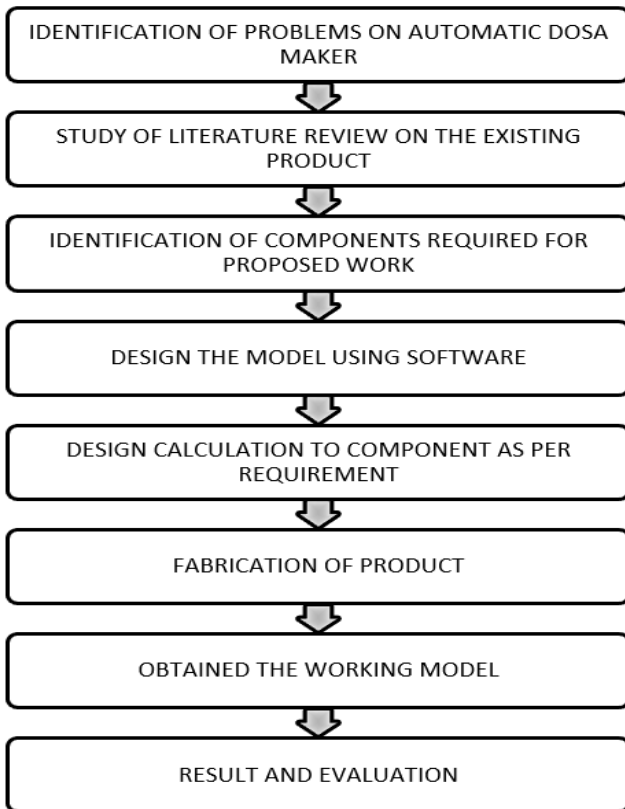 IDENTIFICATION OF PROBLEMS ON AUTOMATIC DOSA
MAKER
STUDY OF LITERATURE REVIEW ON THE EXISTING
PRODUCT
IDENTIFICATION OF COMPONENTS REQUIRED FOR
PROPOSED WORK
DESIGN THE MODEL USING SOFTWARE
DESIGN CALCULATION TO COMPONENT AS PER
REQUIREMENT
FABRICATION OF PRODUCT
OBTAINED THE WORKING MODEL
RESULT AND EVALUATION